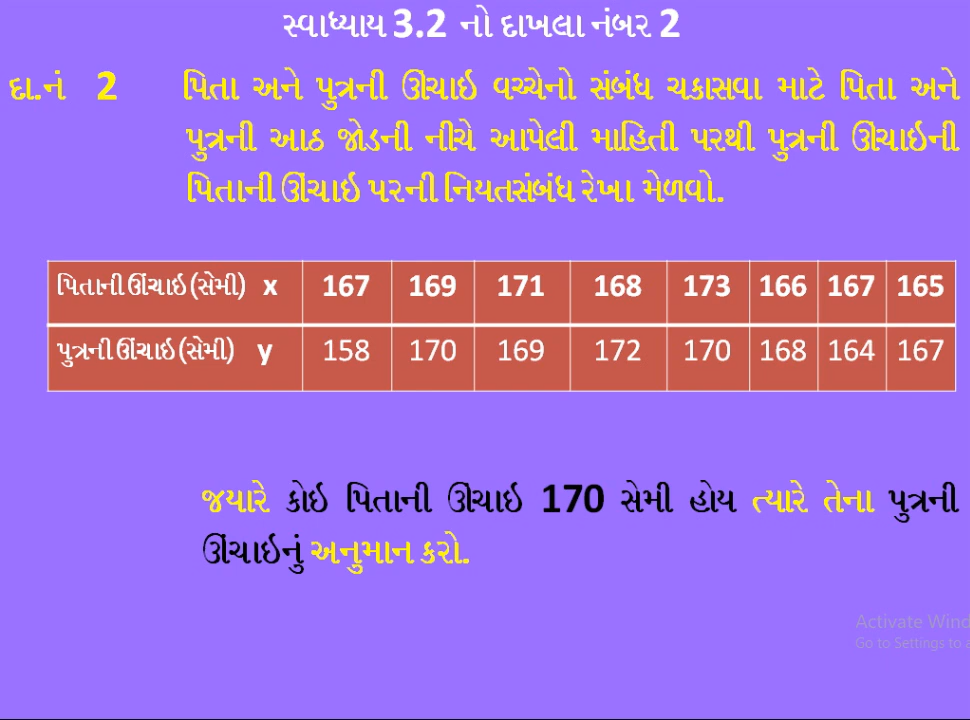 સ્વાધ્યાય 3.2 નો દાખલા નંબર 2
દા.નં 2 પિતા અને પુત્રની ઊંચાઇ વચ્ચેનો સંબંધ ચકાસવા માટે પિતા અને
પુત્રની આઠ જોડની નીચે આપેલી માહિતી પરથી પુત્રની ઊંચાઇની
પિતાની ઊંચાઇ પરની નિયતસંબંધ રેખા મેળવો.
પિતાની ઊંચાઇ (સેમી) x 167 169 171 168 173 166 167 165
પુત્રની ઊંચાઇ (સેમી) y 158 170 169 172 170 168 164 167
જયારે કોઇ પિતાની ઊંચાઇ 170 સેમી હોય ત્યારે તેના પુત્રની
ઊંચાઇનું અનુમાન કરો.
Activate Wind
Go to Settings to a